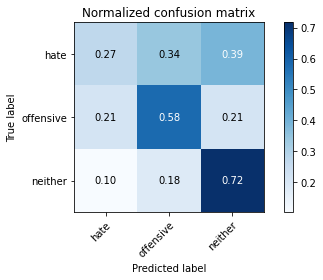 Normalized confusion matrix
True label
hate 0.27 0.34 0.39
offensive 0.21 0.58 0.21
neither 0.10 0.18 0.72
hate offensive neither
Predicted label
0.7
0.6
0.5
0.4
0.3
0.2